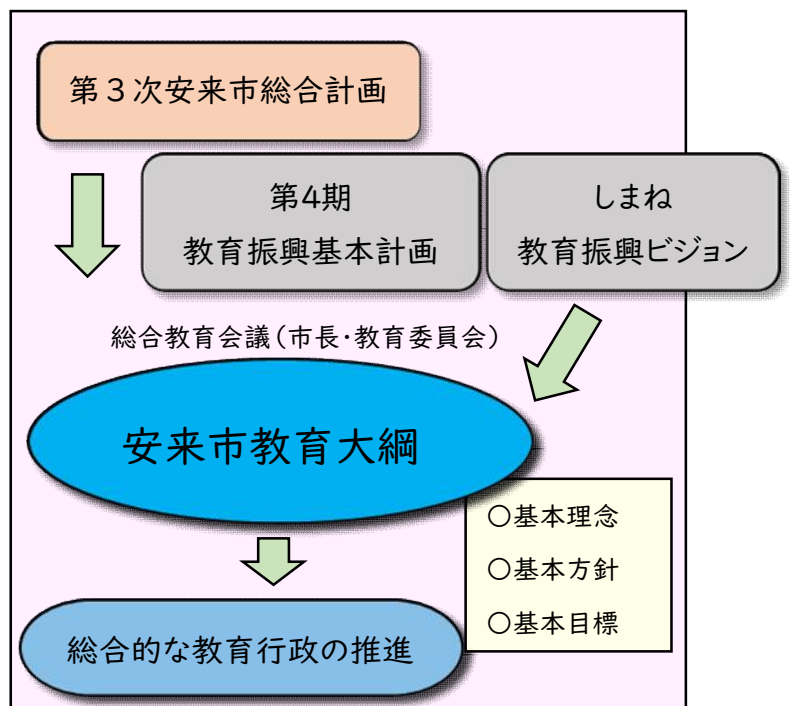 第３次安来市総合計画
第4期
教育振興基本計画
しまね
教育振興ビジョン
総合教育会議(市長・教育委員会)
安来市教育大綱
〇基本理念
〇基本方針
〇基本目標
総合的な教育行政の推進